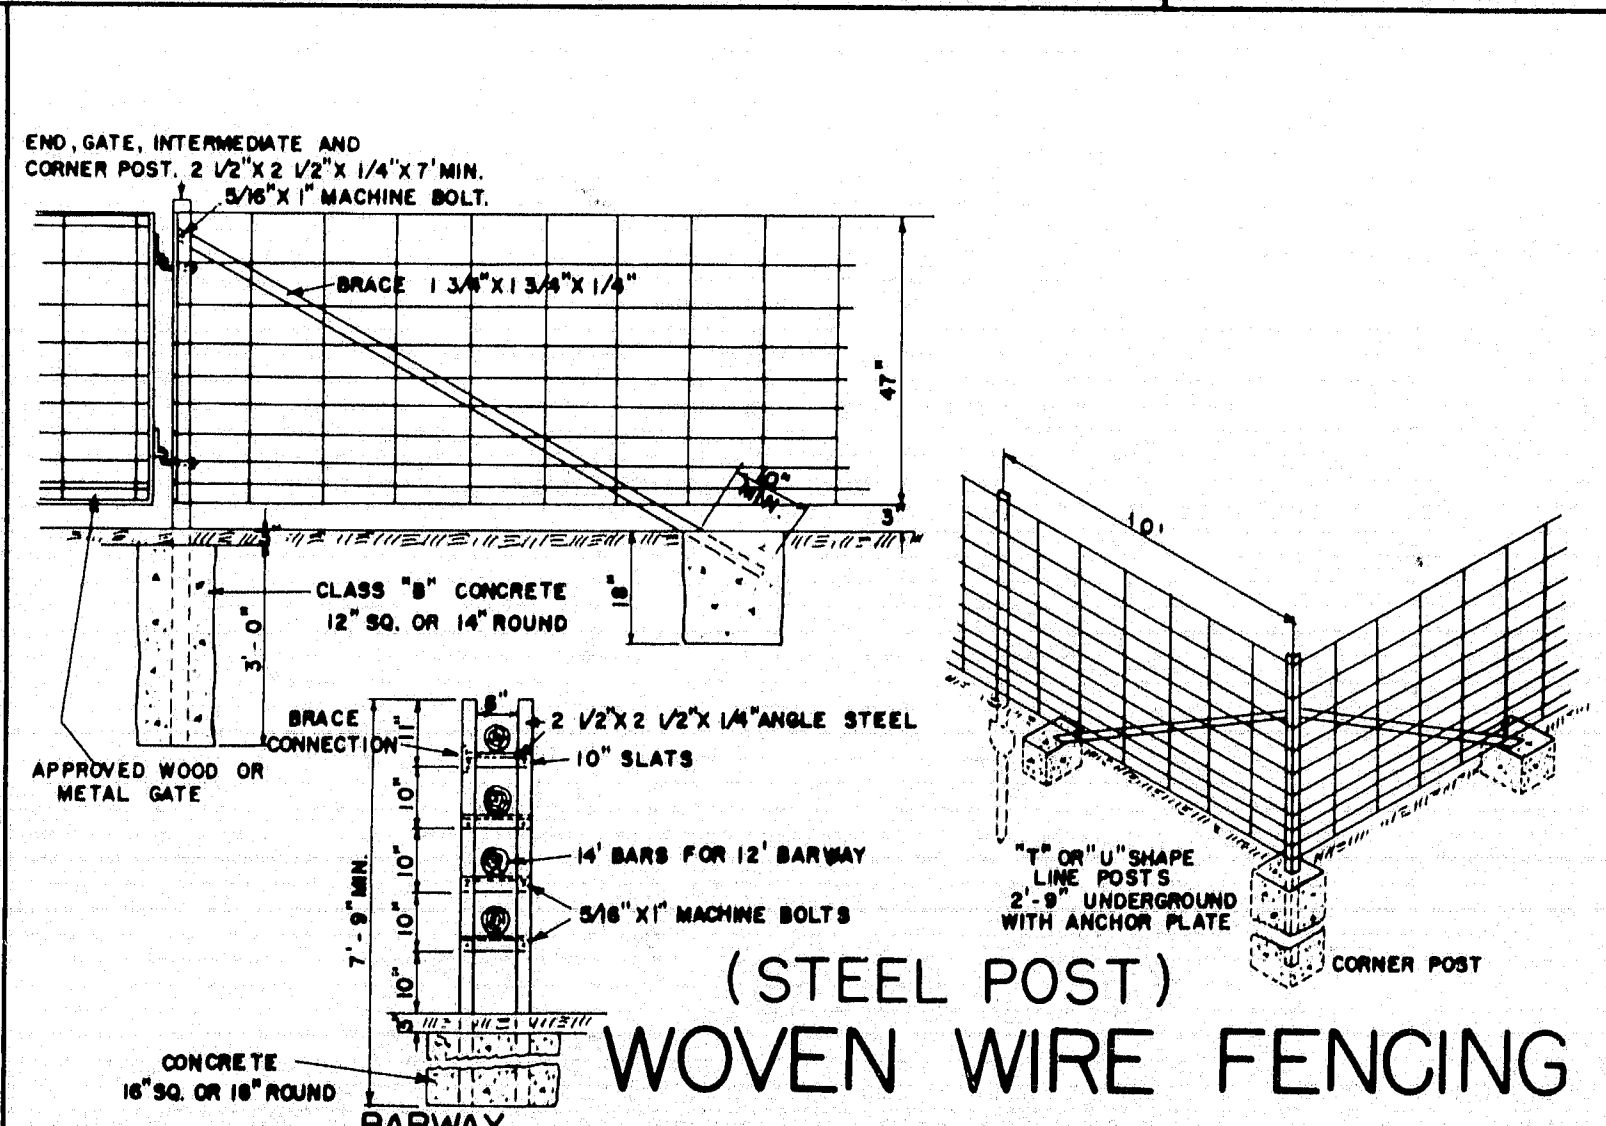 END, GATE, INTERMEDIATE AND
CORNER POST. 2 1/2" X 2 1/2" X 1/4" X 7' MIN.
5/16" X 1" MACHINE BOLT.
BRACE 1 3/4" X 1 3/4" X 1/4"
47"
MIN.
3"
CLASS "B" CONCRETE
12" SQ. OR 14" ROUND
18"
3'-0"
APPROVED WOOD OR
METAL GATE
10'
BRACE
CONNECTION
11"
2 1/2" X 2 1/2" X 1/4" ANGLE STEEL
10" SLATS
10"
10"
14' BARS FOR 12' BARWAY
10"
5/16" X 1" MACHINE BOLTS
10"
7'-9" MIN.
CONCRETE
16" SQ. OR 18" ROUND
BARWAY
"T" OR "U" SHAPE
LINE POSTS
2'-9" UNDERGROUND
WITH ANCHOR PLATE
CORNER POST
(STEEL POST)
WOVEN WIRE FENCING